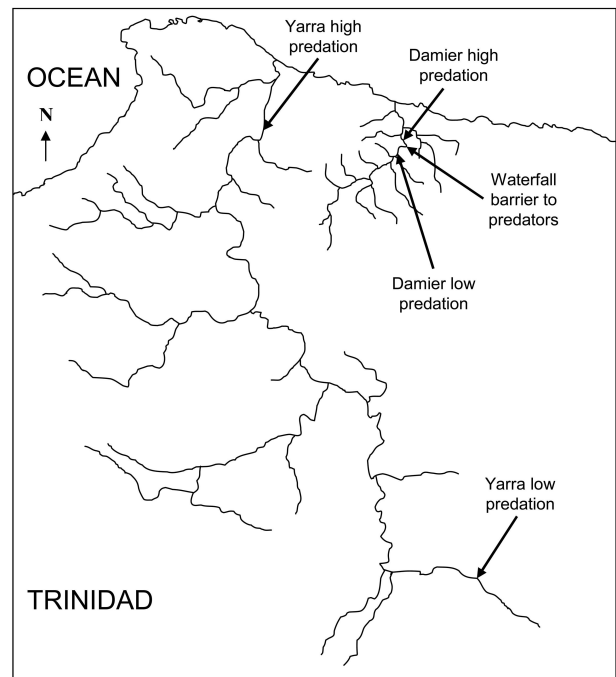 Yarra high
predation
Damier high
predation
OCEAN
N
Waterfall
barrier to
predators
Damier low
predation
Yarra low
predation
TRINIDAD